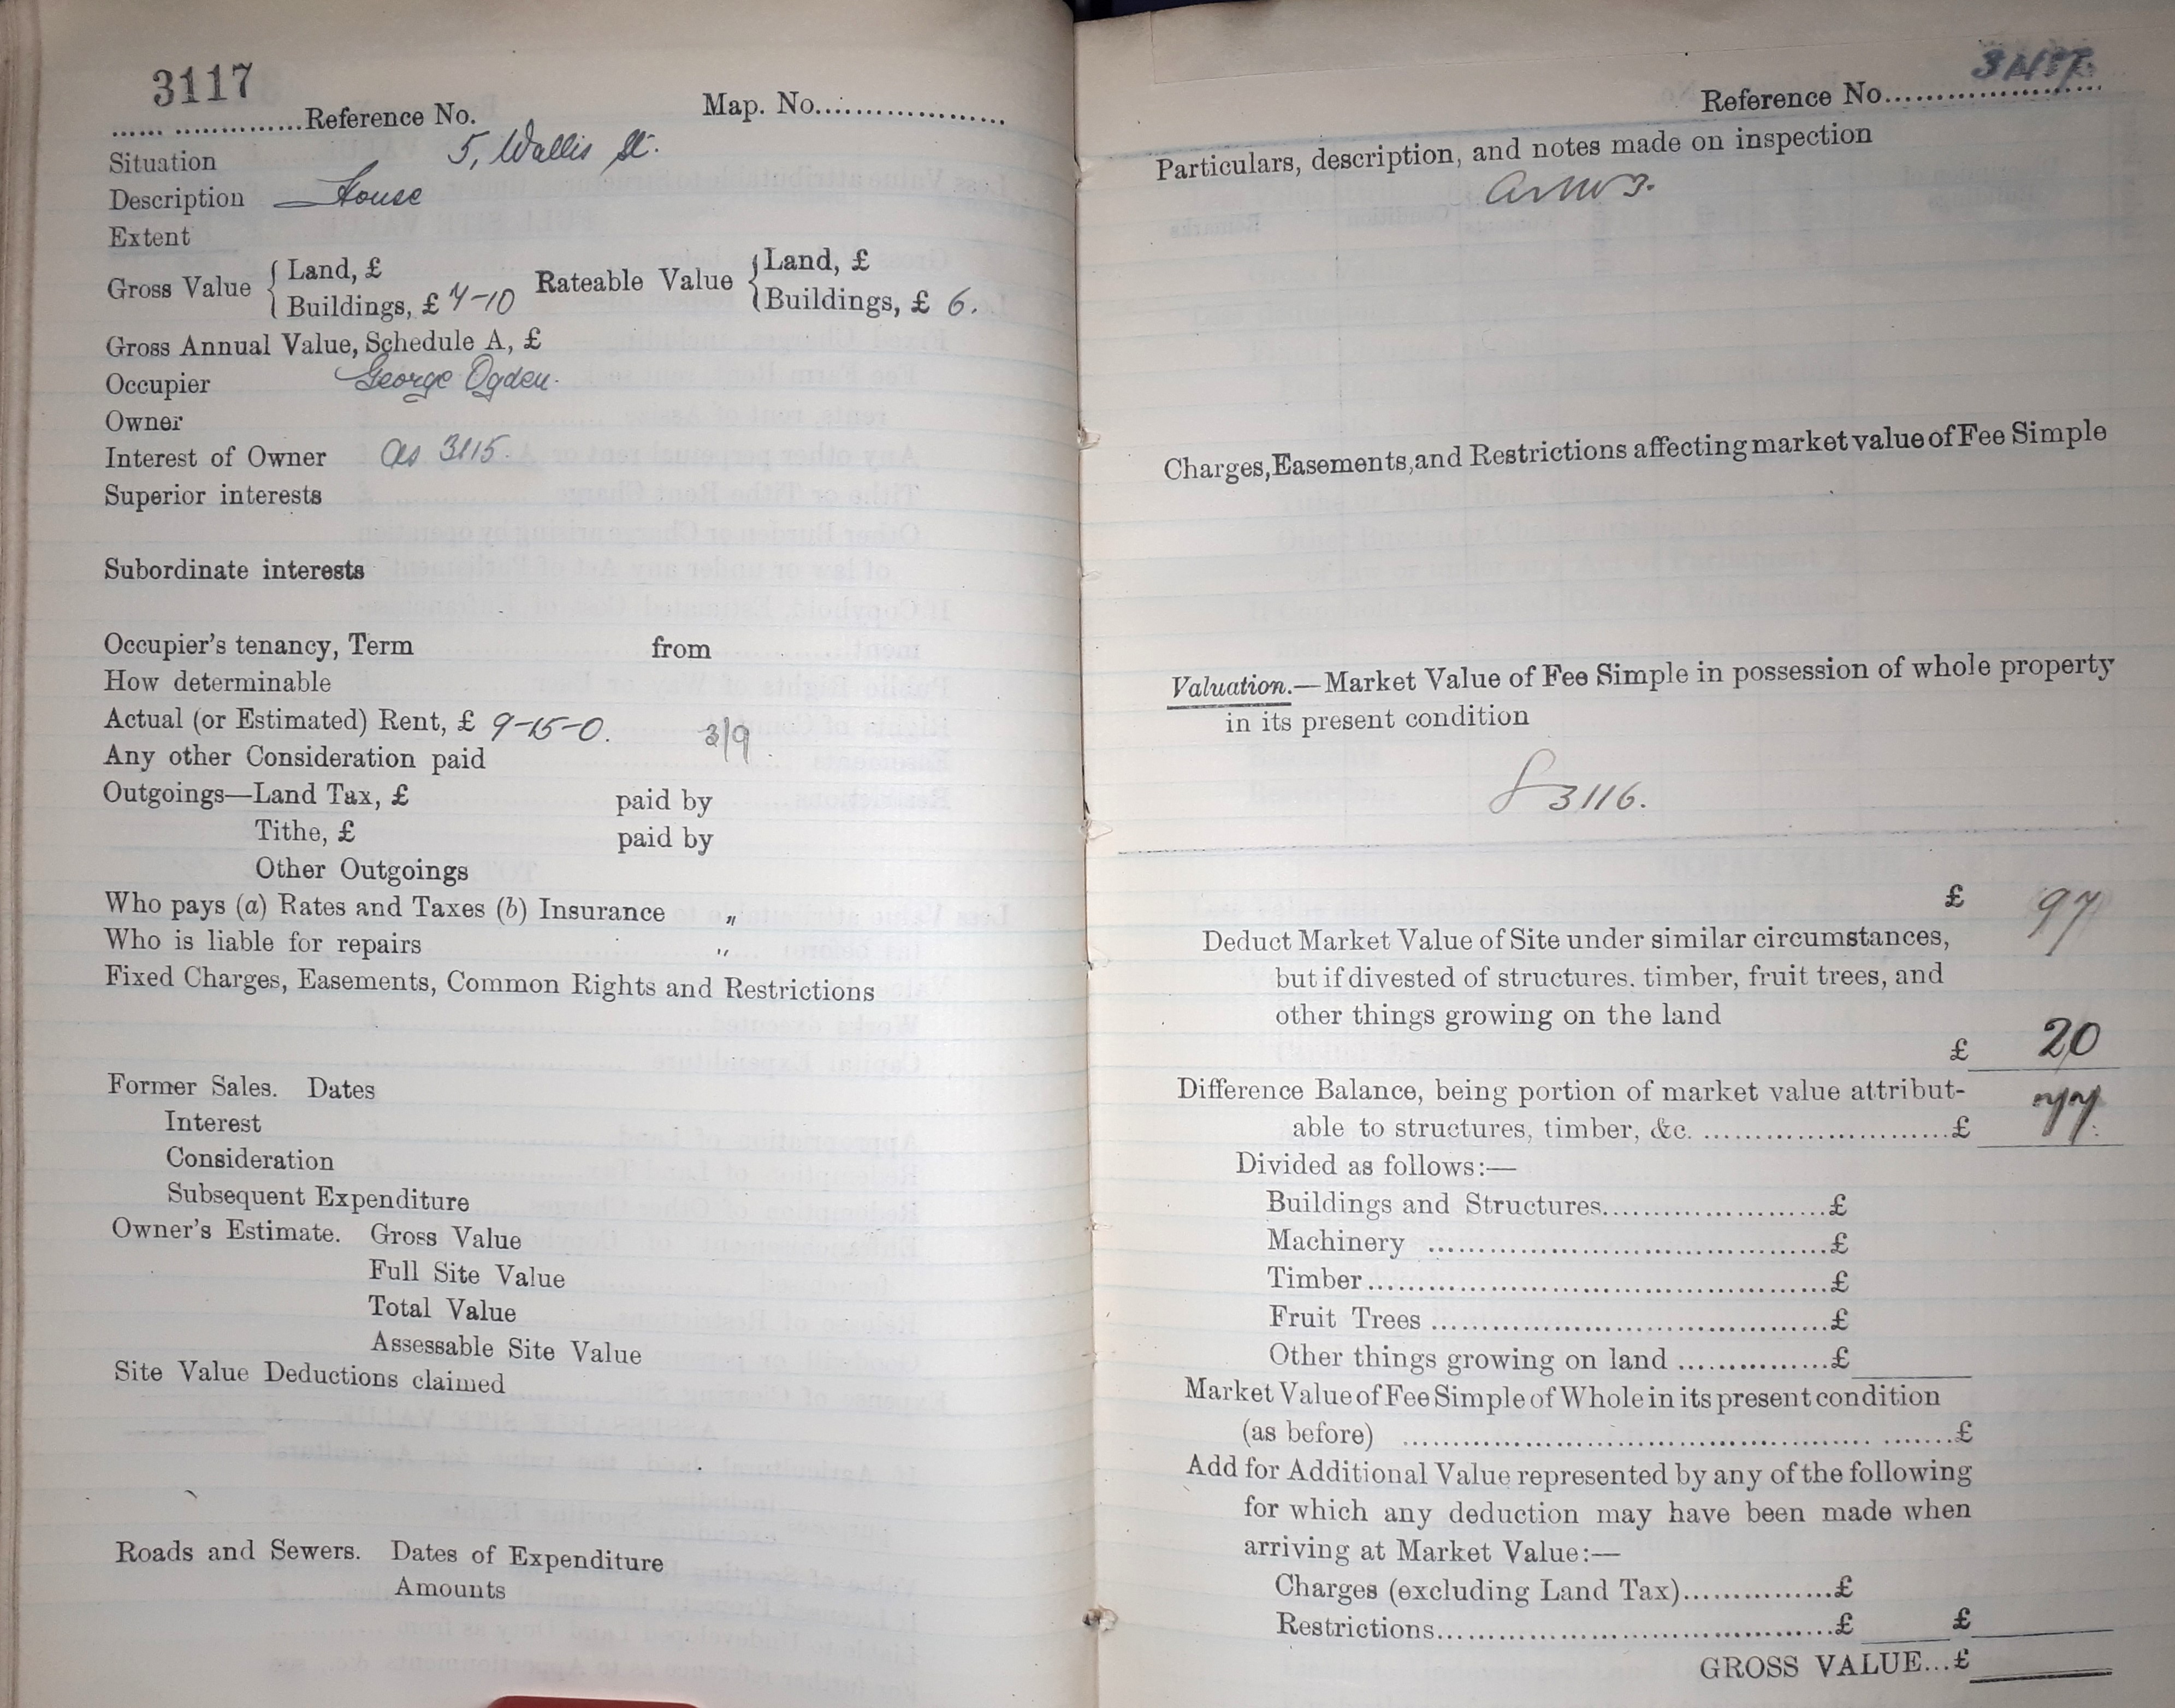 3117
....................Reference No.
Map. No.....................
Situation 5, Wallis St.
Description House
Extent
Gross Value { Land, £
Buildings, £ 7-10
Rateable Value { Land, £
Buildings, £ 6.
Gross Annual Value, Schedule A, £
Occupier George Ogden.
Owner
Interest of Owner as 3115.
Superior interests
Subordinate interests
Occupier's tenancy, Term from
How determinable
Actual (or Estimated) Rent, £ 9-15-0. 3/9
Any other Consideration paid
Outgoings—Land Tax, £ paid by
Tithe, £ paid by
Other Outgoings
Who pays (a) Rates and Taxes (b) Insurance "
Who is liable for repairs "
Fixed Charges, Easements, Common Rights and Restrictions
Former Sales. Dates
Interest
Consideration
Subsequent Expenditure
Owner's Estimate. Gross Value
Full Site Value
Total Value
Assessable Site Value
Site Value Deductions claimed
Roads and Sewers. Dates of Expenditure
Amounts
Reference No.....................
Particulars, description, and notes made on inspection
Charges, Easements, and Restrictions affecting market value of Fee Simple
Valuation.—Market Value of Fee Simple in possession of whole property
in its present condition
3116.
£ 97
Deduct Market Value of Site under similar circumstances,
but if divested of structures. timber, fruit trees, and
other things growing on the land
£ 20
Difference Balance, being portion of market value attribut-
able to structures, timber, &c. ........................£ 77.
Divided as follows:—
Buildings and Structures......................£
Machinery .......................................£
Timber.............................................£
Fruit Trees .......................................£
Other things growing on land ...............£
Market Value of Fee Simple of Whole in its present condition
(as before) .....................................................£
Add for Additional Value represented by any of the following
for which any deduction may have been made when
arriving at Market Value:—
Charges (excluding Land Tax)...............£
Restrictions.......................................£ £
GROSS VALUE...£